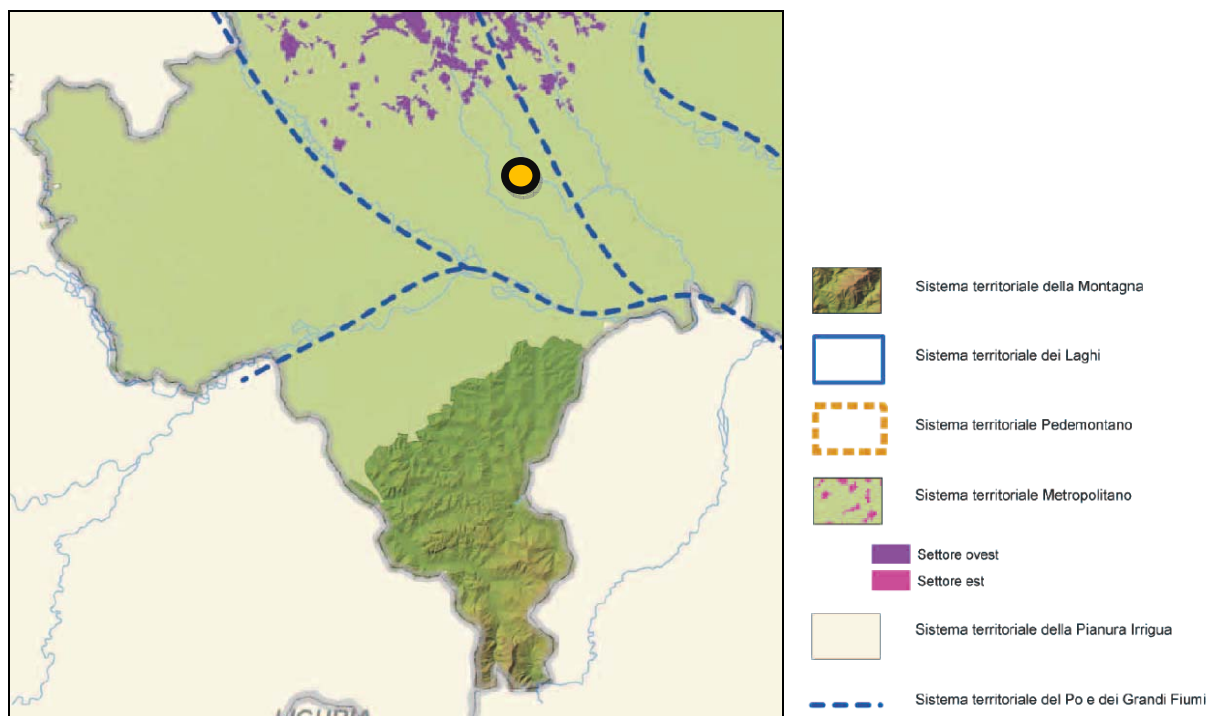 Sistema territoriale della Montagna
Sistema territoriale dei Laghi
Sistema territoriale Pedemontano
Sistema territoriale Metropolitano
Settore ovest
Settore est
Sistema territoriale della Pianura Irrigua
Sistema territoriale del Po e dei Grandi Fiumi
LIGURIA